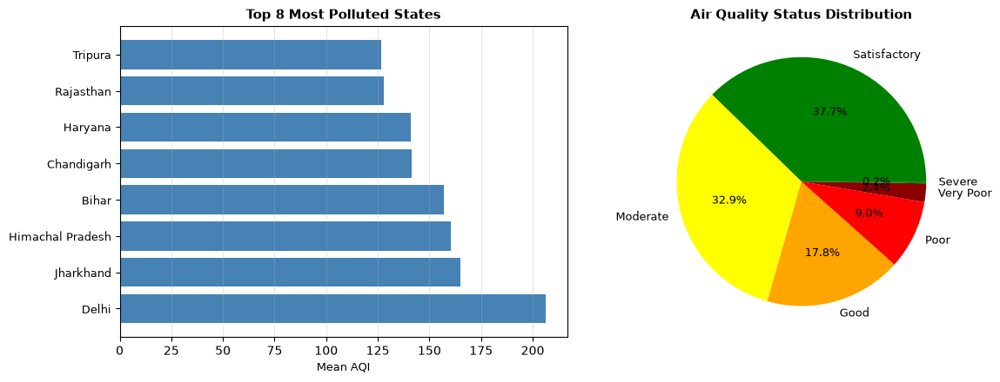 Top 8 Most Polluted States
Tripura
Rajasthan
Haryana
Chandigarh
Bihar
Himachal Pradesh
Jharkhand
Delhi
0 25 50 75 100 125 150 175 200
Mean AQI
Air Quality Status Distribution
Satisfactory
37.7%
Moderate
32.9%
Good
17.8%
Poor
9.0%
Very Poor
2.4%
Severe
0.2%